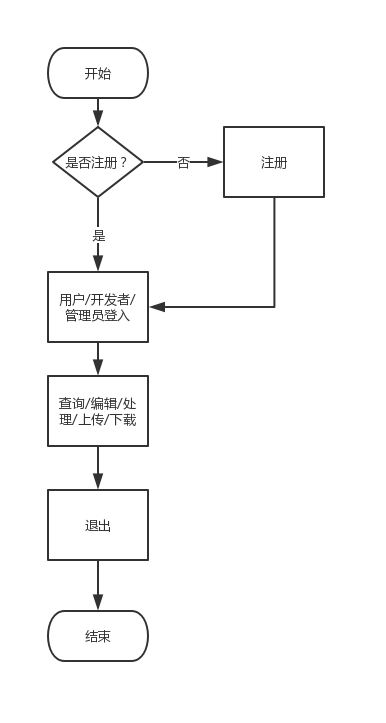 开始
是否注册？
否
注册
是
用户/开发者/
管理员登入
查询/编辑/处
理/上传/下载
退出
结束